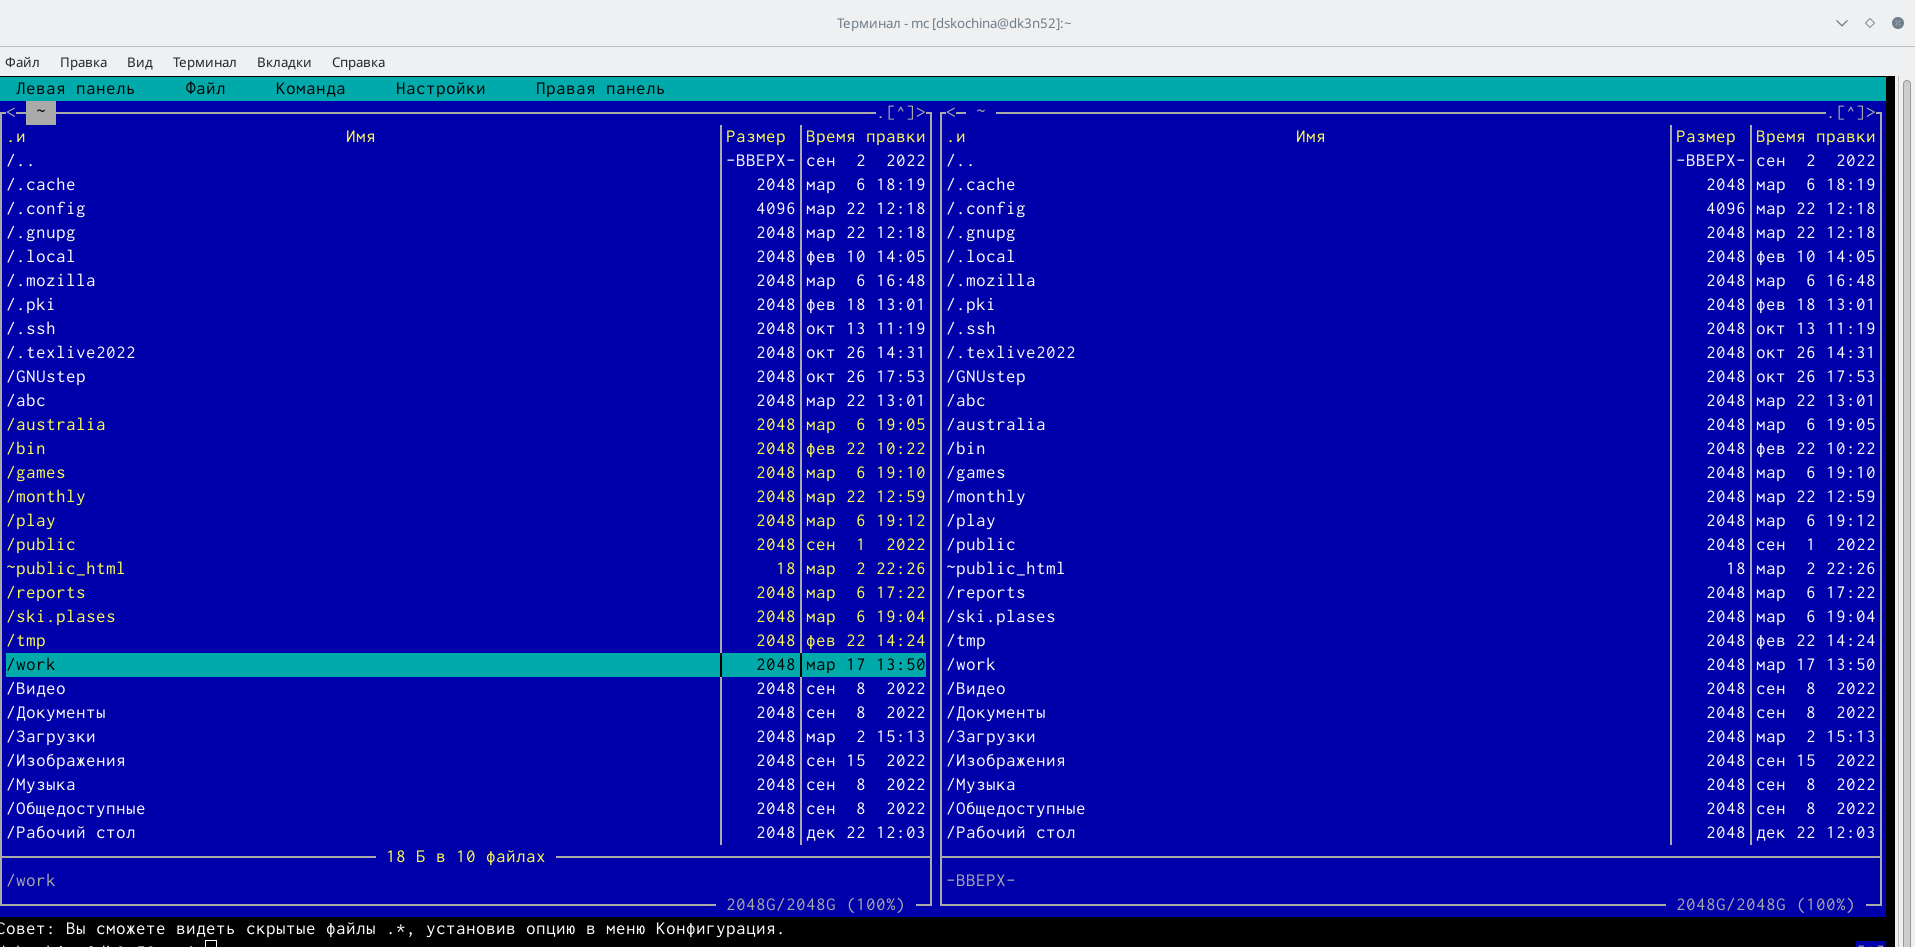 Терминал - mc [dskochina@dk3n52]:~
Файл Правка Вид Терминал Вкладки Справка
Левая панель Файл Команда Настройки Правая панель
<─ ~ .[^]>
.и Имя Размер Время правки
/.. -ВВЕРХ- сен 2 2022
/.cache 2048 мар 6 18:19
/.config 4096 мар 22 12:18
/.gnupg 2048 мар 22 12:18
/.local 2048 фев 10 14:05
/.mozilla 2048 мар 6 16:48
/.pki 2048 фев 18 13:01
/.ssh 2048 окт 13 11:19
/.texlive2022 2048 окт 26 14:31
/GNUstep 2048 окт 26 17:53
/abc 2048 мар 22 13:01
/australia 2048 мар 6 19:05
/bin 2048 фев 22 10:22
/games 2048 мар 6 19:10
/monthly 2048 мар 22 12:59
/play 2048 мар 6 19:12
/public 2048 сен 1 2022
~public_html 18 мар 2 22:26
/reports 2048 мар 6 17:22
/ski.plases 2048 мар 6 19:04
/tmp 2048 фев 22 14:24
/work 2048 мар 17 13:50
/Видео 2048 сен 8 2022
/Документы 2048 сен 8 2022
/Загрузки 2048 мар 2 15:13
/Изображения 2048 сен 15 2022
/Музыка 2048 сен 8 2022
/Общедоступные 2048 сен 8 2022
/Рабочий стол 2048 дек 22 12:03
18 Б в 10 файлах
/work
2048G/2048G (100%)
<─ ~ .[^]>
.и Имя Размер Время правки
/.. -ВВЕРХ- сен 2 2022
/.cache 2048 мар 6 18:19
/.config 4096 мар 22 12:18
/.gnupg 2048 мар 22 12:18
/.local 2048 фев 10 14:05
/.mozilla 2048 мар 6 16:48
/.pki 2048 фев 18 13:01
/.ssh 2048 окт 13 11:19
/.texlive2022 2048 окт 26 14:31
/GNUstep 2048 окт 26 17:53
/abc 2048 мар 22 13:01
/australia 2048 мар 6 19:05
/bin 2048 фев 22 10:22
/games 2048 мар 6 19:10
/monthly 2048 мар 22 12:59
/play 2048 мар 6 19:12
/public 2048 сен 1 2022
~public_html 18 мар 2 22:26
/reports 2048 мар 6 17:22
/ski.plases 2048 мар 6 19:04
/tmp 2048 фев 22 14:24
/work 2048 мар 17 13:50
/Видео 2048 сен 8 2022
/Документы 2048 сен 8 2022
/Загрузки 2048 мар 2 15:13
/Изображения 2048 сен 15 2022
/Музыка 2048 сен 8 2022
/Общедоступные 2048 сен 8 2022
/Рабочий стол 2048 дек 22 12:03
-ВВЕРХ-
2048G/2048G (100%)
Совет: Вы сможете видеть скрытые файлы .*, установив опцию в меню Конфигурация.